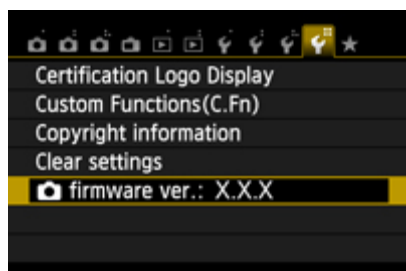 Certification Logo Display
Custom Functions(C.Fn)
Copyright information
Clear settings
firmware ver.: X.X.X